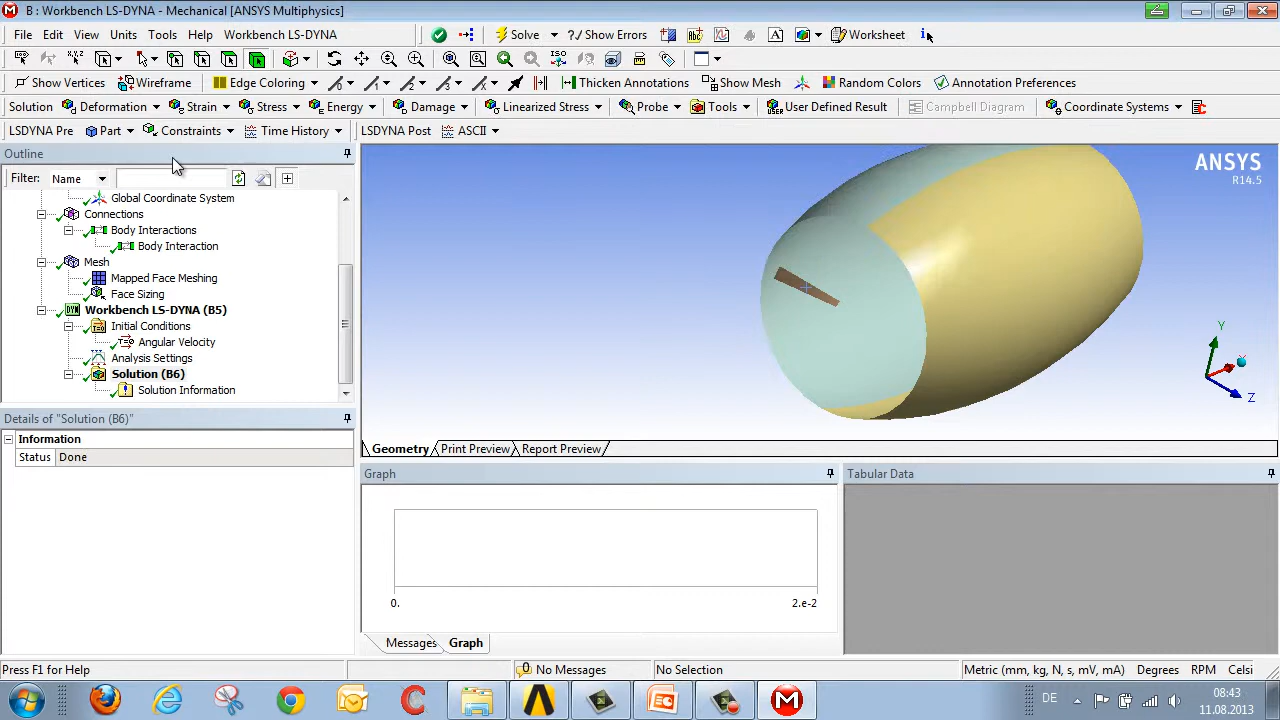 B : Workbench LS-DYNA - Mechanical [ANSYS Multiphysics]
File Edit View Units Tools Help Workbench LS-DYNA Solve Show Errors A Worksheet
Show Vertices Wireframe Edge Coloring Thicken Annotations Show Mesh Random Colors Annotation Preferences
Solution Deformation Strain Stress Energy Damage Linearized Stress Probe Tools User Defined Result Campbell Diagram Coordinate Systems
LSDYNA Pre Part Constraints Time History LSDYNA Post ASCII
Outline
Filter: Name
Global Coordinate System
Connections
Body Interactions
Body Interaction
Mesh
Mapped Face Meshing
Face Sizing
Workbench LS-DYNA (B5)
Initial Conditions
Angular Velocity
Analysis Settings
Solution (B6)
Solution Information
Details of "Solution (B6)"
Information
Status Done
ANSYS
R14.5
Y
Z
Geometry Print Preview Report Preview
Graph
0.
2.e-2
Messages Graph
Tabular Data
Press F1 for Help
0 No Messages
No Selection
Metric (mm, kg, N, s, mV, mA) Degrees RPM Celsi
DE
08:43
11.08.2013